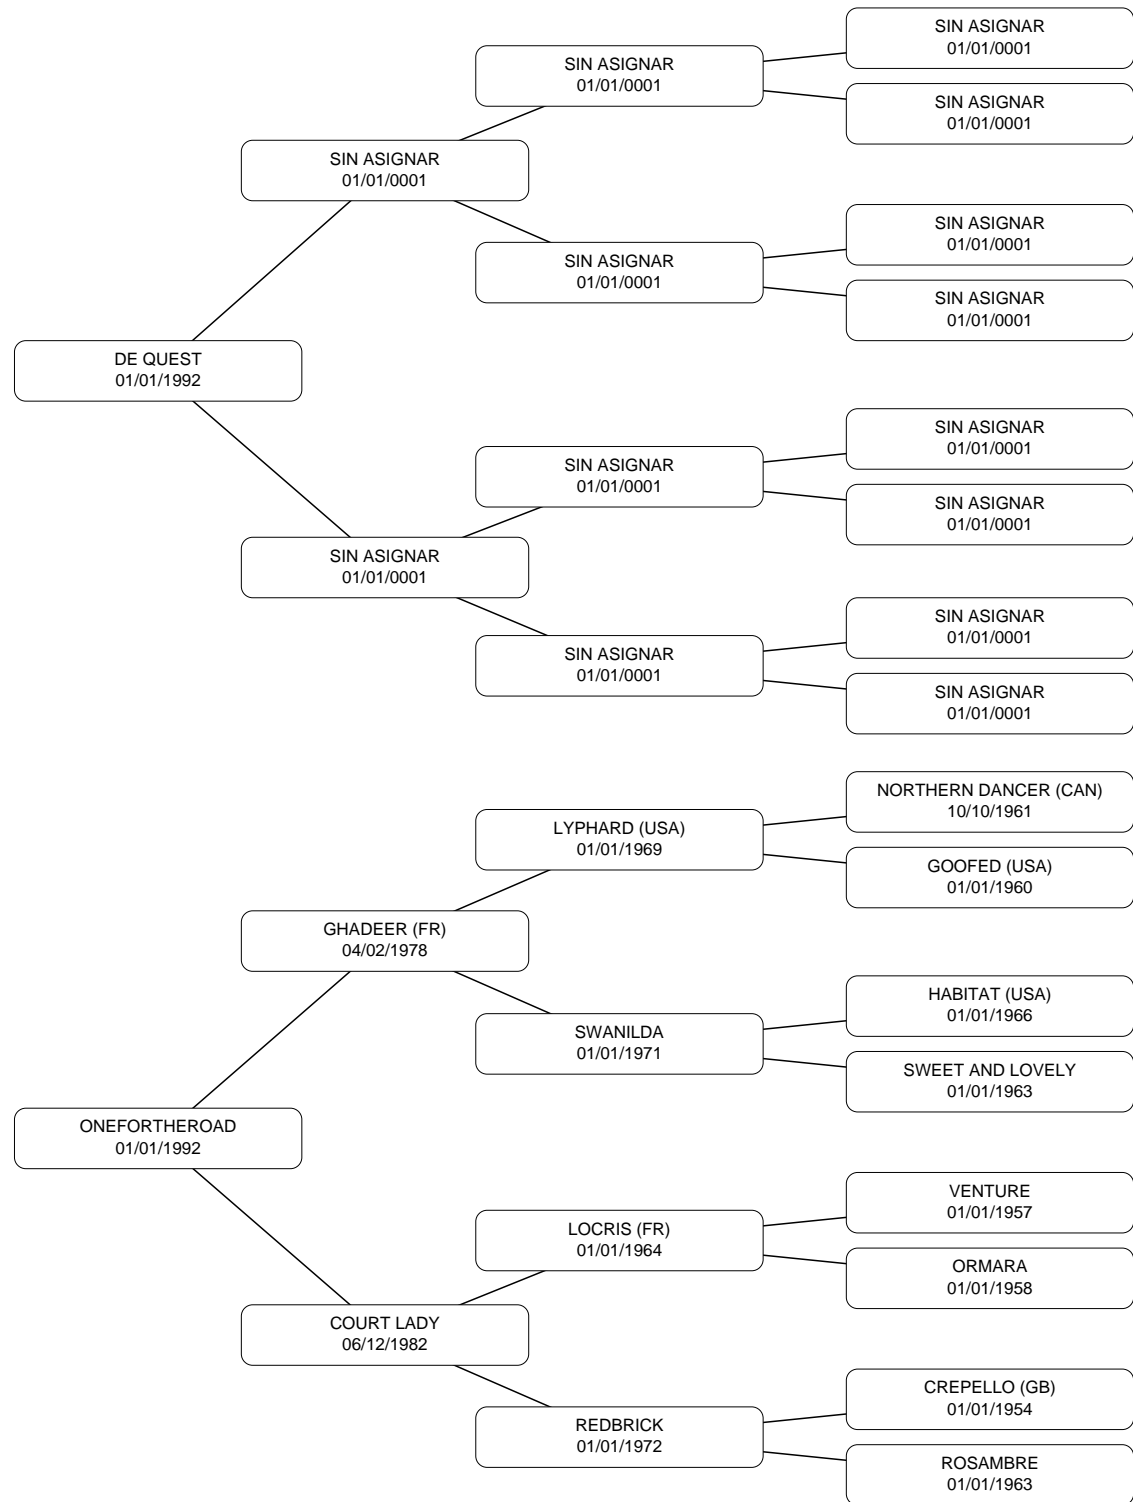 SIN ASIGNAR
01/01/0001
SIN ASIGNAR
01/01/0001
SIN ASIGNAR
01/01/0001
SIN ASIGNAR
01/01/0001
SIN ASIGNAR
01/01/0001
SIN ASIGNAR
01/01/0001
SIN ASIGNAR
01/01/0001
DE QUEST
01/01/1992
SIN ASIGNAR
01/01/0001
SIN ASIGNAR
01/01/0001
SIN ASIGNAR
01/01/0001
SIN ASIGNAR
01/01/0001
SIN ASIGNAR
01/01/0001
SIN ASIGNAR
01/01/0001
SIN ASIGNAR
01/01/0001
NORTHERN DANCER (CAN)
10/10/1961
LYPHARD (USA)
01/01/1969
GOOFED (USA)
01/01/1960
GHADEER (FR)
04/02/1978
HABITAT (USA)
01/01/1966
SWANILDA
01/01/1971
SWEET AND LOVELY
01/01/1963
ONEFORTHEROAD
01/01/1992
VENTURE
01/01/1957
LOCRIS (FR)
01/01/1964
ORMARA
01/01/1958
COURT LADY
06/12/1982
CREPELLO (GB)
01/01/1954
REDBRICK
01/01/1972
ROSAMBRE
01/01/1963